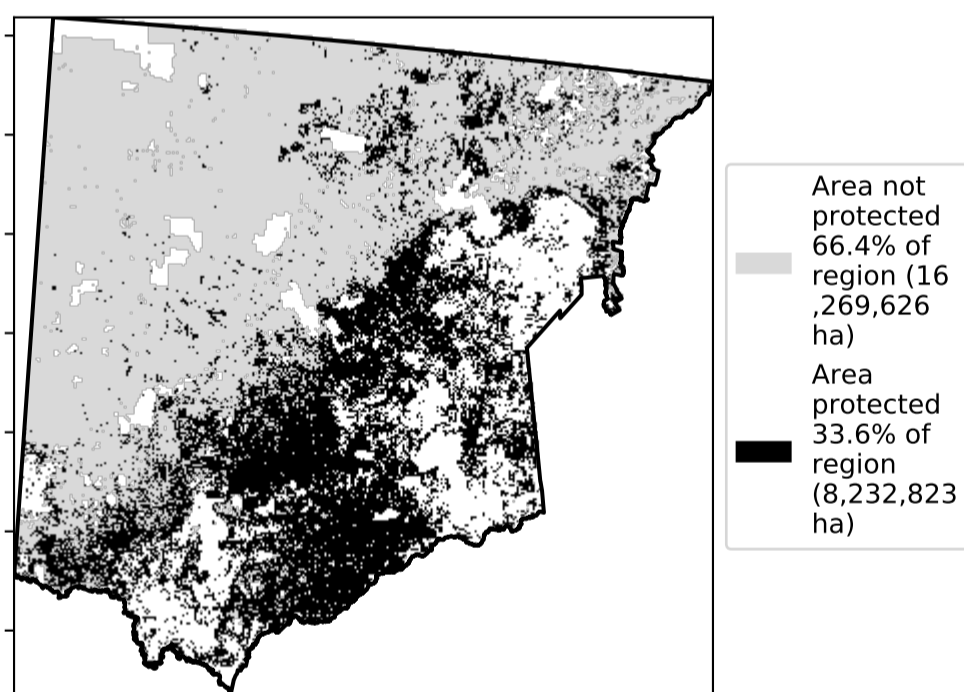 Area not
protected
66.4% of
region (16
,269,626
ha)
Area
protected
33.6% of
region
(8,232,823
ha)